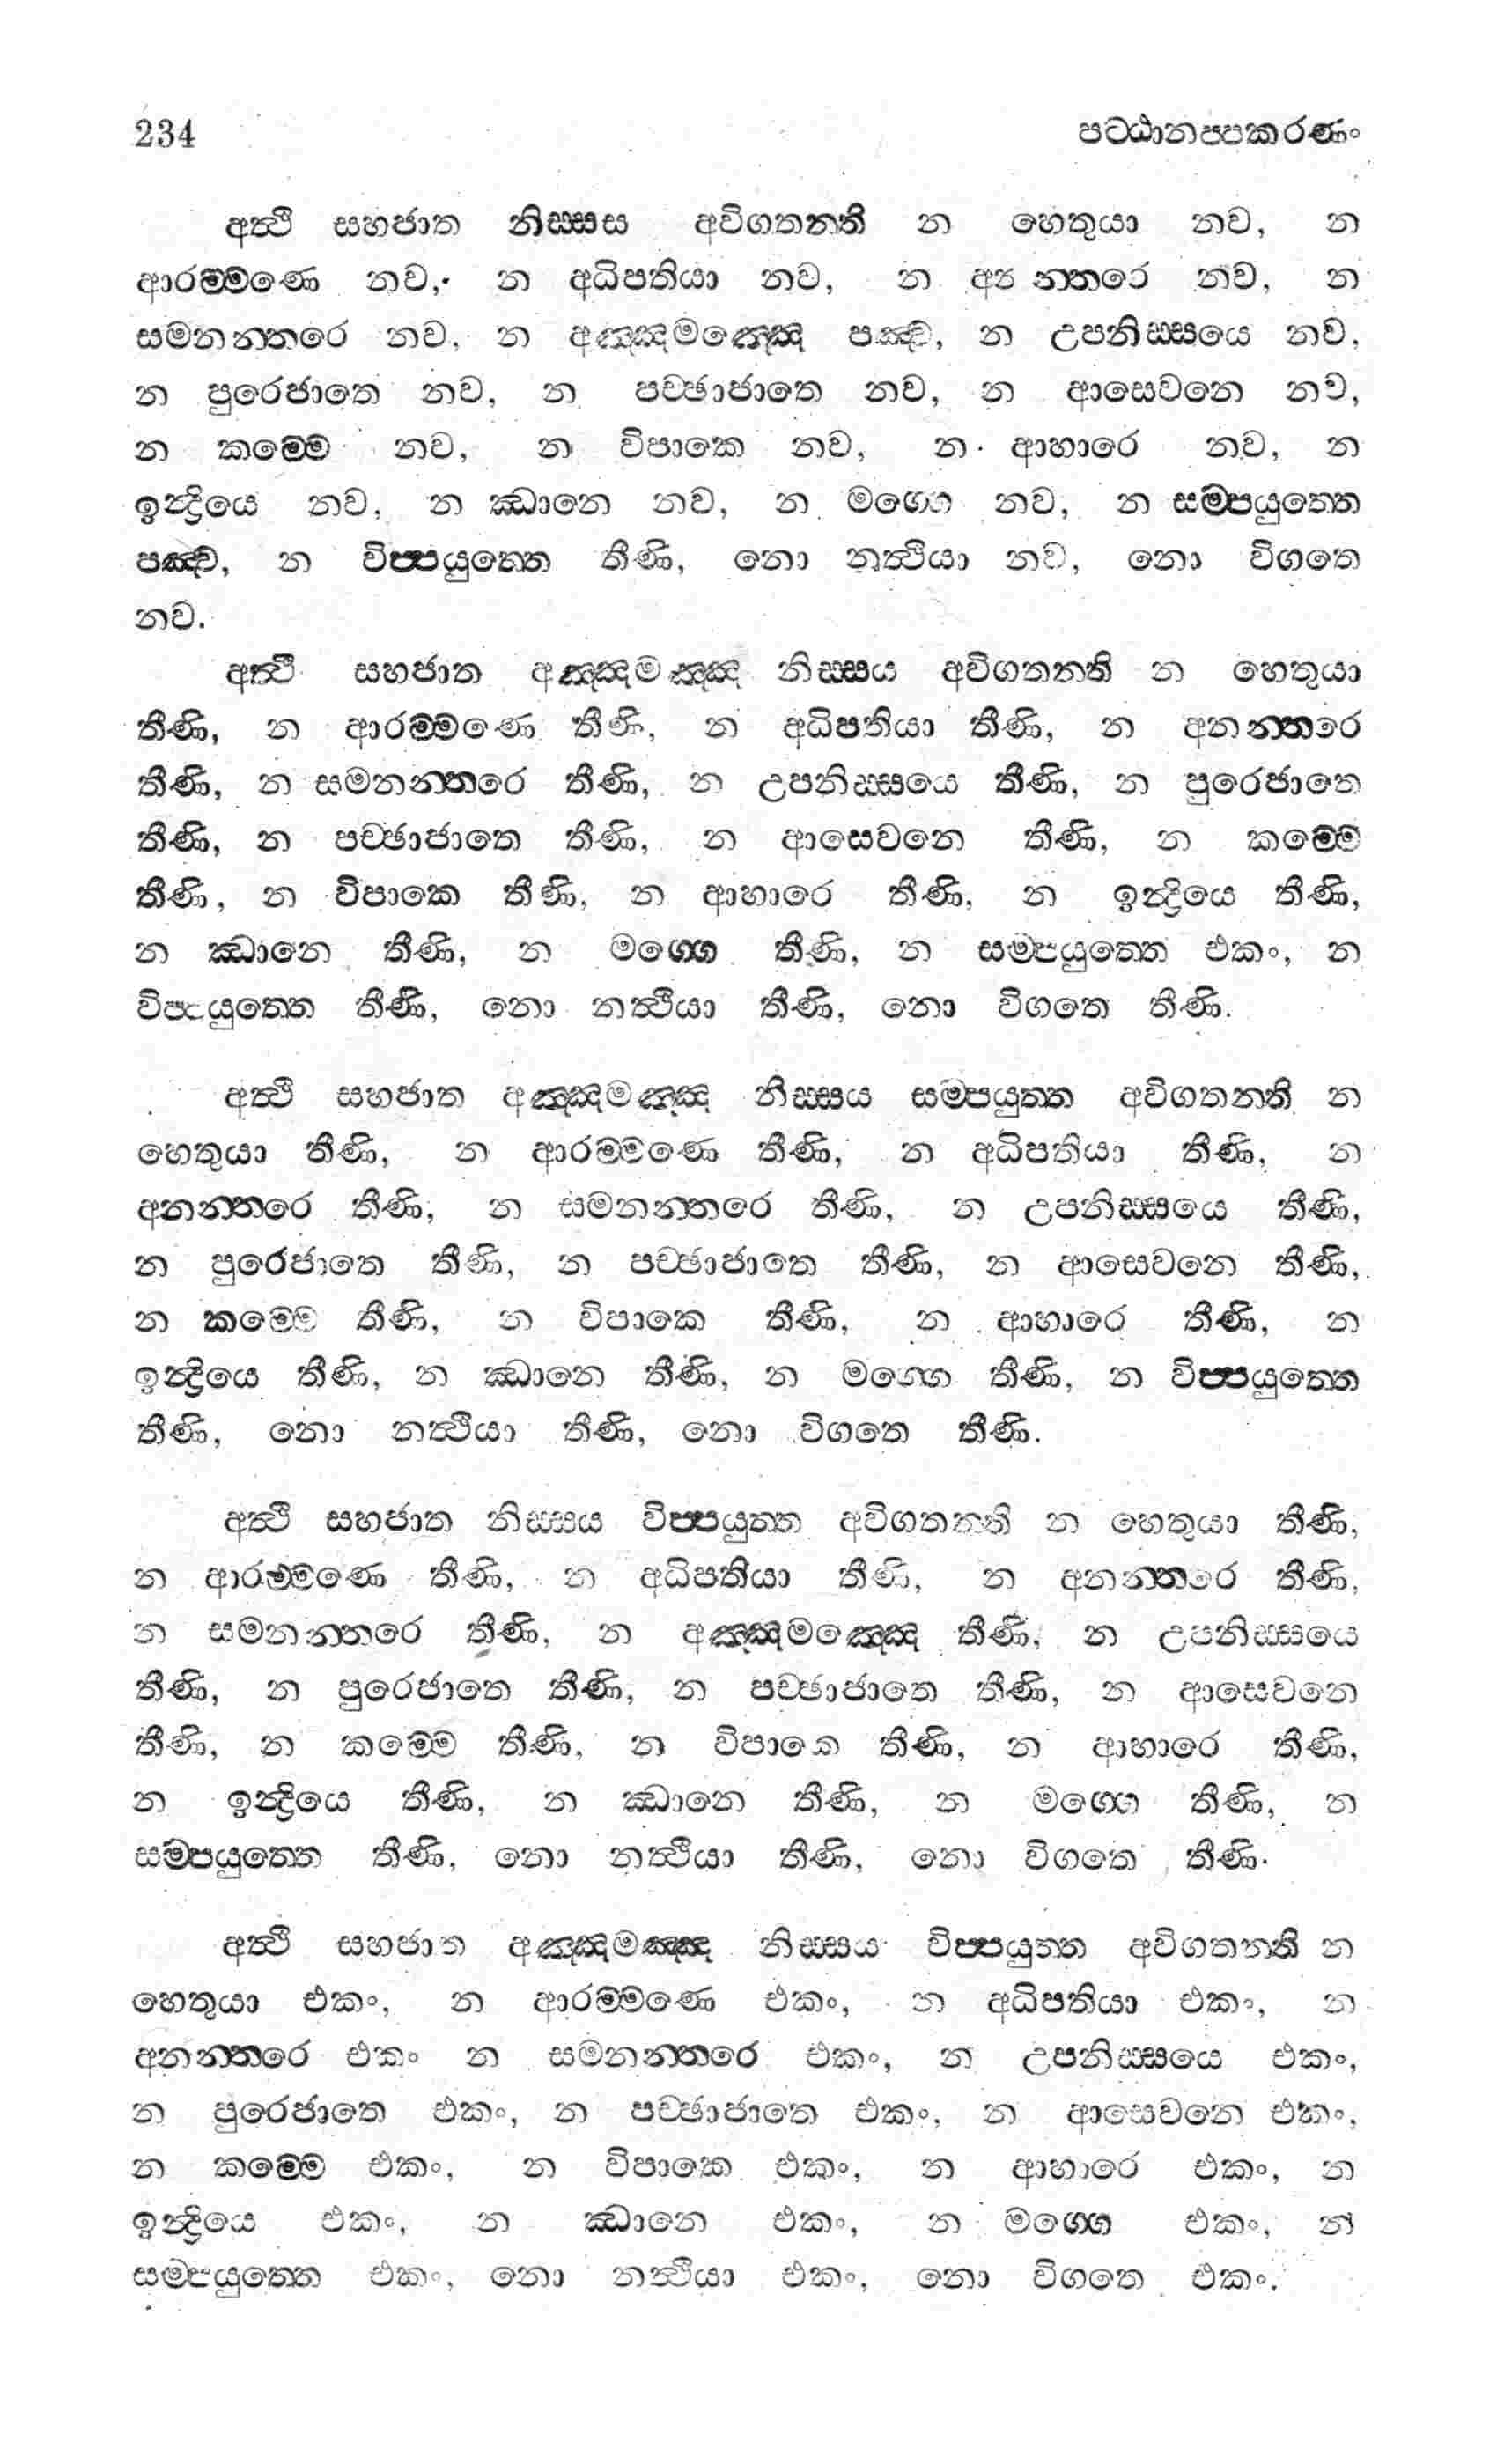 234 පට්ඨානප්පකරණං
අත්ථි සහජාත නිස්සස අවිගතන්ති න හෙතුයා නව, න
ආරම්මණෙ නව, න අධිපතියා නව, න න්තරෙ නව, න
සමනන්තරෙ නව, න අඤ්ඤමඤ්ඤෙ පඤ්ච, න උපනිස්සයෙ නව,
න පුරෙජාතෙ නව, න පච්ඡාජාතෙ නව, න ආසෙවනෙ නව,
න කම්මෙ නව, න විපාකෙ නව, න ආහාරෙ නව, න
ඉන්ද්‍රියෙ නව, න ඣානෙ නව, න මග්ගෙ නව, න සම්පයුත්තෙ
පඤ්ච, න විප්පයුත්තෙ තීණි, නො නත්ථියා නව, නො විගතෙ
නව.
අත්ථි සහජාත අඤ්ඤමඤ්ඤ නිස්සය අවිගතන්ති න හෙතුයා
තීණි, න ආරම්මණෙ තීණි, න අධිපතියා තීණි, න අනන්තරෙ
තීණි, න සමනන්තරෙ තීණි, න උපනිස්සයෙ තීණි, න පුරෙජාතෙ
තීණි, න පච්ඡාජාතෙ තීණි, න ආසෙවනෙ තීණි, න කම්මෙ
තීණි, න විපාකෙ තීණි, න ආහාරෙ තීණි, න ඉන්ද්‍රියෙ තීණි,
න ඣානෙ තීණි, න මග්ගෙ තීණි, න සම්පයුත්තෙ එකං, න
විප්පයුත්තෙ තීණි, නො නත්ථියා තීණි, නො විගතෙ තීණි.
අත්ථි සහජාත අඤ්ඤමඤ්ඤ නිස්සය සම්පයුත්ත අවිගතන්ති න
හෙතුයා තීණි, න ආරම්මණෙ තීණි, න අධිපතියා තීණි, න
අනන්තරෙ තීණි, න සමනන්තරෙ තීණි, න උපනිස්සයෙ තීණි,
න පුරෙජාතෙ තීණි, න පච්ඡාජාතෙ තීණි, න ආසෙවනෙ තීණි,
න කම්මෙ තීණි, න විපාකෙ තීණි, න ආහාරෙ තීණි, න
ඉන්ද්‍රියෙ තීණි, න ඣානෙ තීණි, න මග්ගෙ තීණි, න විප්පයුත්තෙ
තීණි, නො නත්ථියා තීණි, නො විගතෙ තීණි.
අත්ථි සහජාත නිස්සය විප්පයුත්ත අවිගතන්ති න හෙතුයා තීණි,
න ආරම්මණෙ තීණි, න අධිපතියා තීණි, න අනන්තරෙ තීණි,
න සමනන්තරෙ තීණි, න අඤ්ඤමඤ්ඤෙ තීණි, න උපනිස්සයෙ
තීණි, න පුරෙජාතෙ තීණි, න පච්ඡාජාතෙ තීණි, න ආසෙවනෙ
තීණි, න කම්මෙ තීණි, න විපාකෙ තීණි, න ආහාරෙ තීණි,
න ඉන්ද්‍රියෙ තීණි, න ඣානෙ තීණි, න මග්ගෙ තීණි, න
සම්පයුත්තෙ තීණි, නො නත්ථියා තීණි, නො විගතෙ තීණි.
අත්ථි සහජාත අඤ්ඤමඤ්ඤ නිස්සය විප්පයුත්ත අවිගතන්ති න
හෙතුයා එකං, න ආරම්මණෙ එකං, න අධිපතියා එකං, න
අනන්තරෙ එකං න සමනන්තරෙ එකං, න උපනිස්සයෙ එකං,
න පුරෙජාතෙ එකං, න පච්ඡාජාතෙ එකං, න ආසෙවනෙ එකං,
න කම්මෙ එකං, න විපාකෙ එකං, න ආහාරෙ එකං, න
ඉන්ද්‍රියෙ එකං, න ඣානෙ එකං, න මග්ගෙ එකං, න
සම්පයුත්තෙ එකං, නො නත්ථියා එකං, නො විගතෙ එකං.